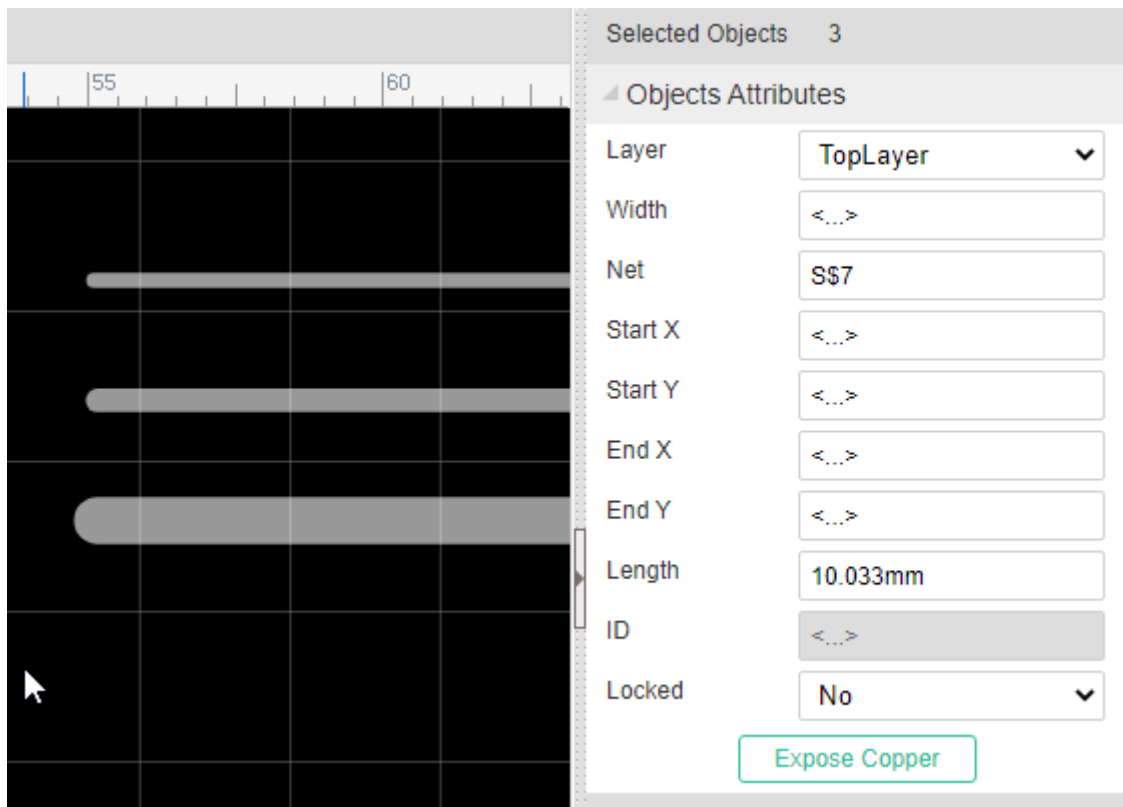 Selected Objects 3
55 60
Objects Attributes
Layer TopLayer
Width <...>
Net S$7
Start X <...>
Start Y <...>
End X <...>
End Y <...>
Length 10.033mm
ID <...>
Locked No
Expose Copper